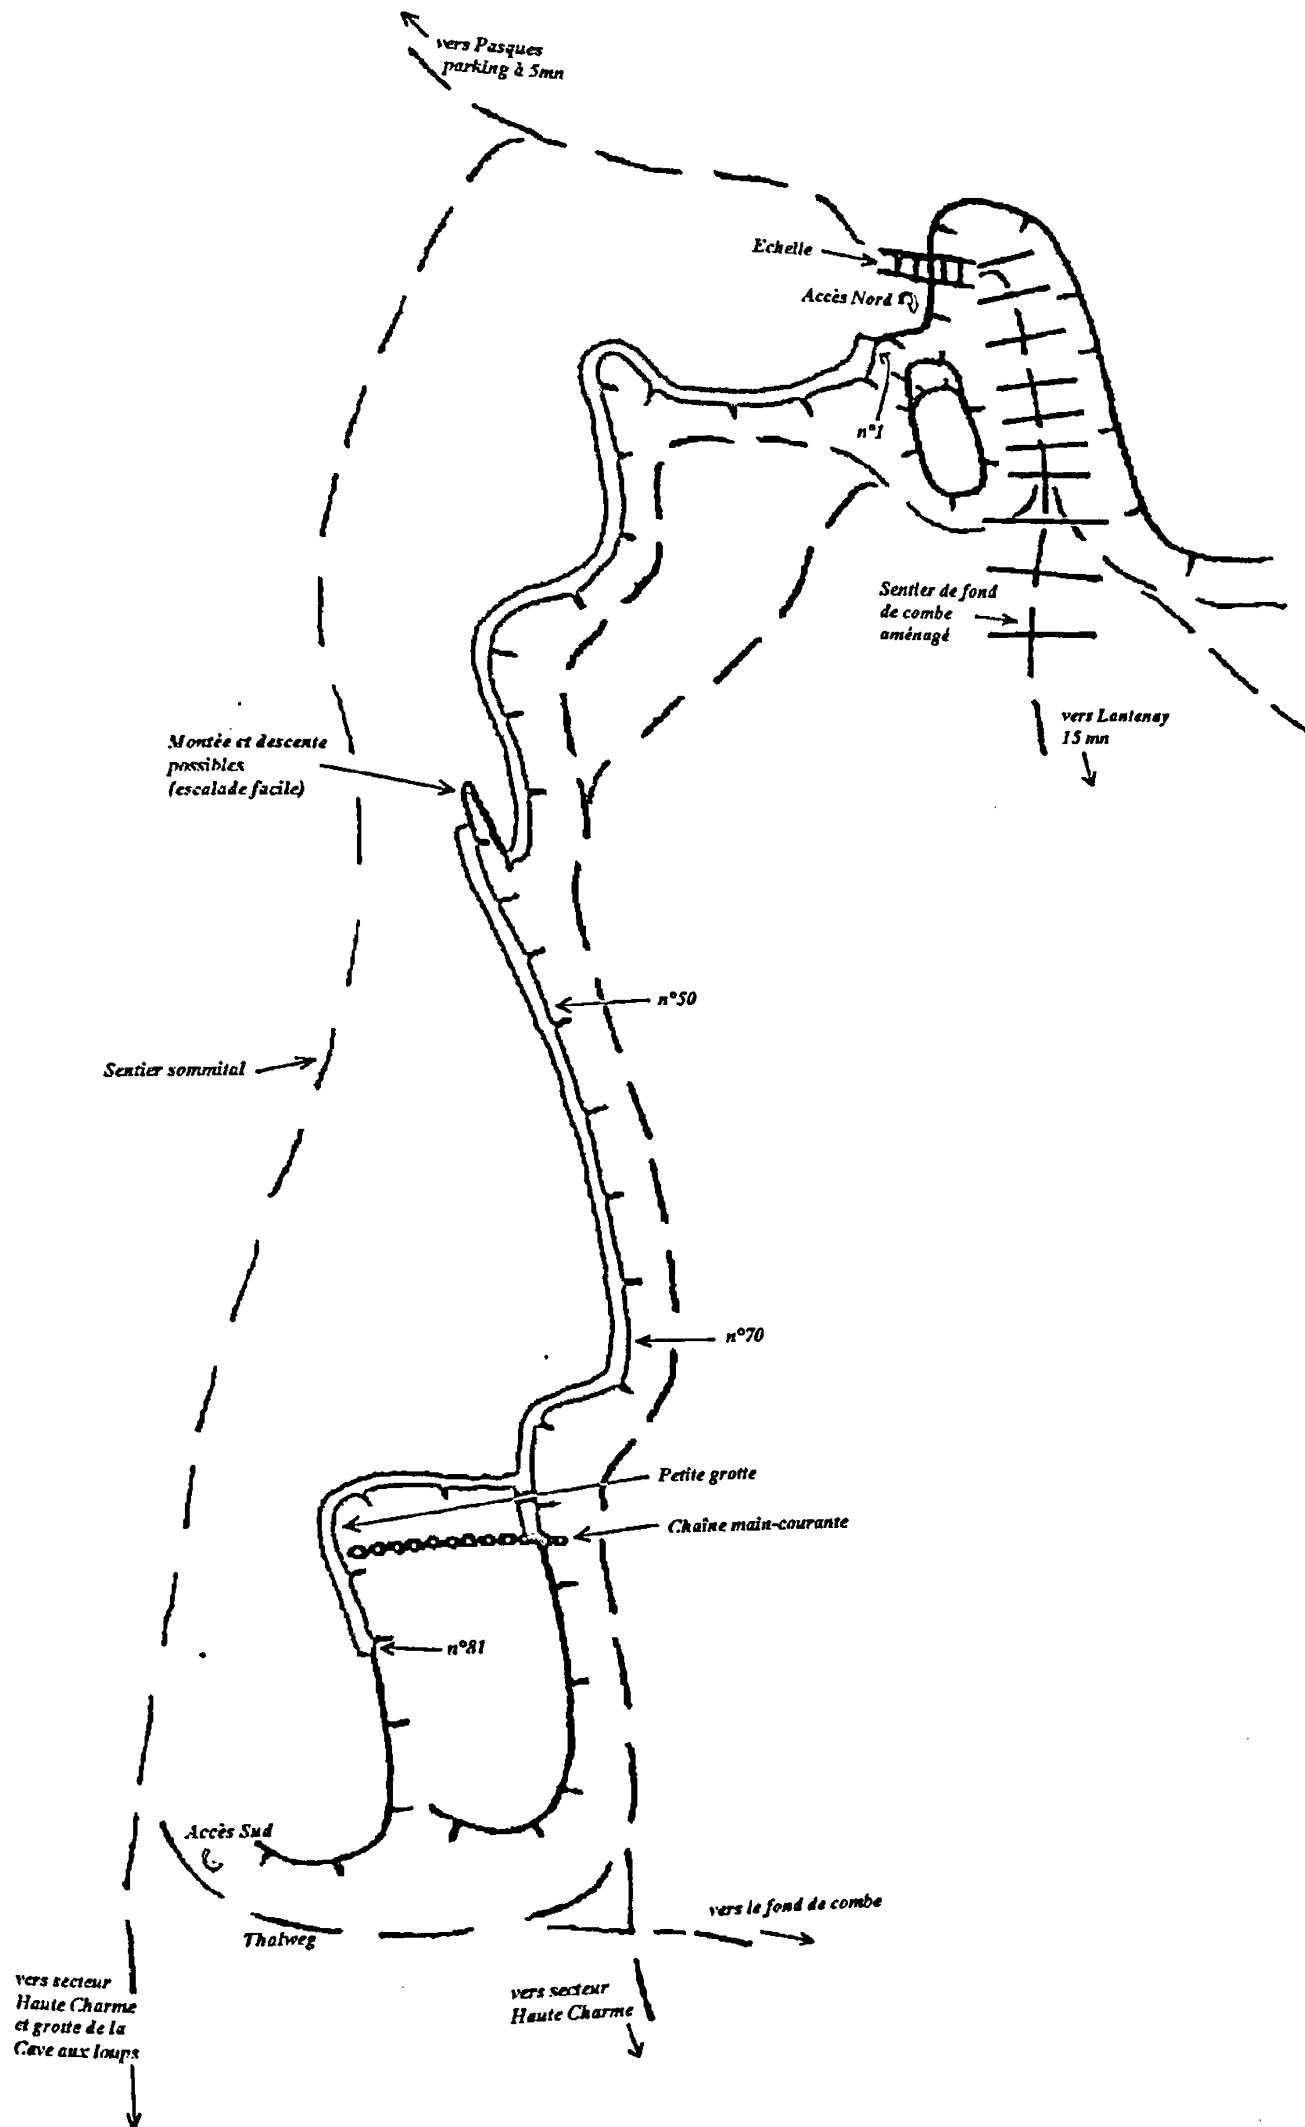 vers Pasques
parking à 5mn
Echelle
Accès Nord
n°1
Sentier de fond
de combe
aménagé
vers Lantenay
15 mn
Montée et descente
possibles
(escalade facile)
n°50
Sentier sommital
n°70
Petite grotte
Chaîne main-courante
n°81
Accès Sud
Thalweg
vers le fond de combe
vers secteur
Haute Charme
et grotte de la
Cave aux loups
vers secteur
Haute Charme